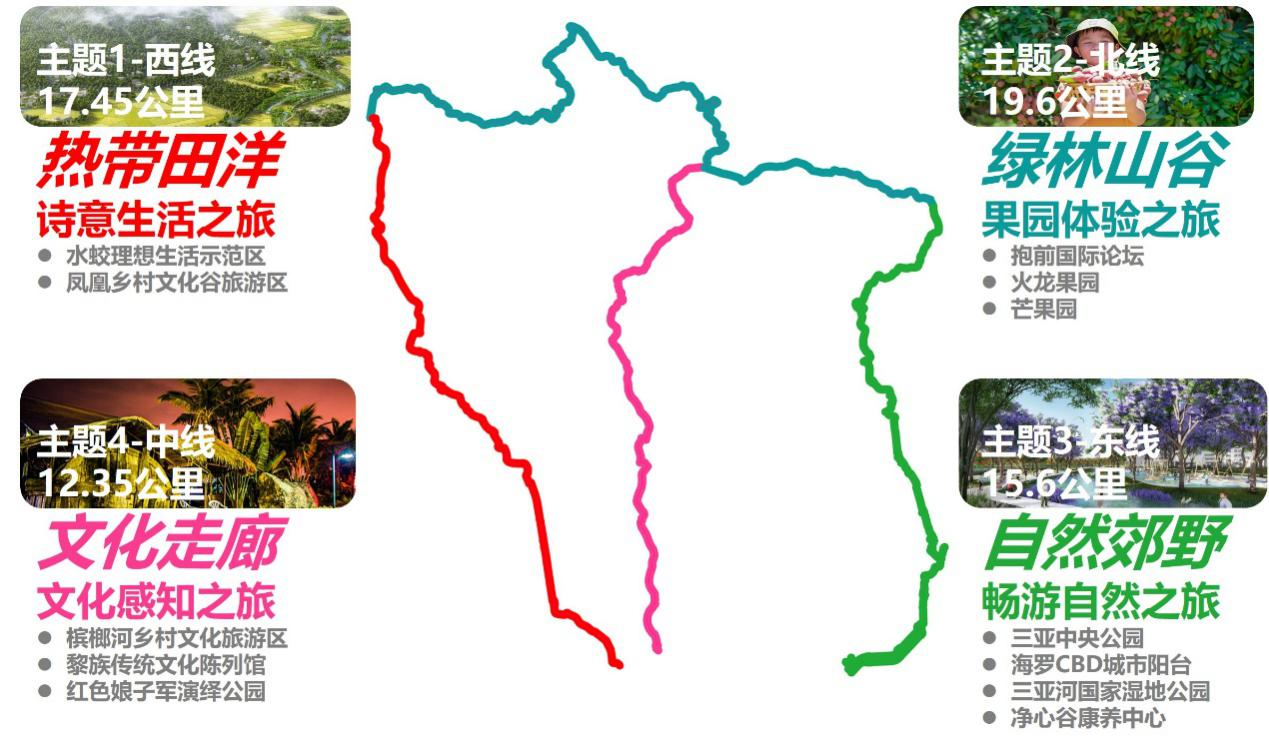 主题1-西线
17.45公里
热带田洋
诗意生活之旅
● 水蛟理想生活示范区
● 凤凰乡村文化谷旅游区
主题2-北线
19.6公里
绿林山谷
果园体验之旅
● 抱前国际论坛
● 火龙果园
● 芒果园
主题4-中线
12.35公里
文化走廊
文化感知之旅
● 槟榔河乡村文化旅游区
● 黎族传统文化陈列馆
● 红色娘子军演绎公园
主题3-东线
15.6公里
自然郊野
畅游自然之旅
● 三亚中央公园
● 海罗CBD城市阳台
● 三亚河国家湿地公园
● 净心谷康养中心